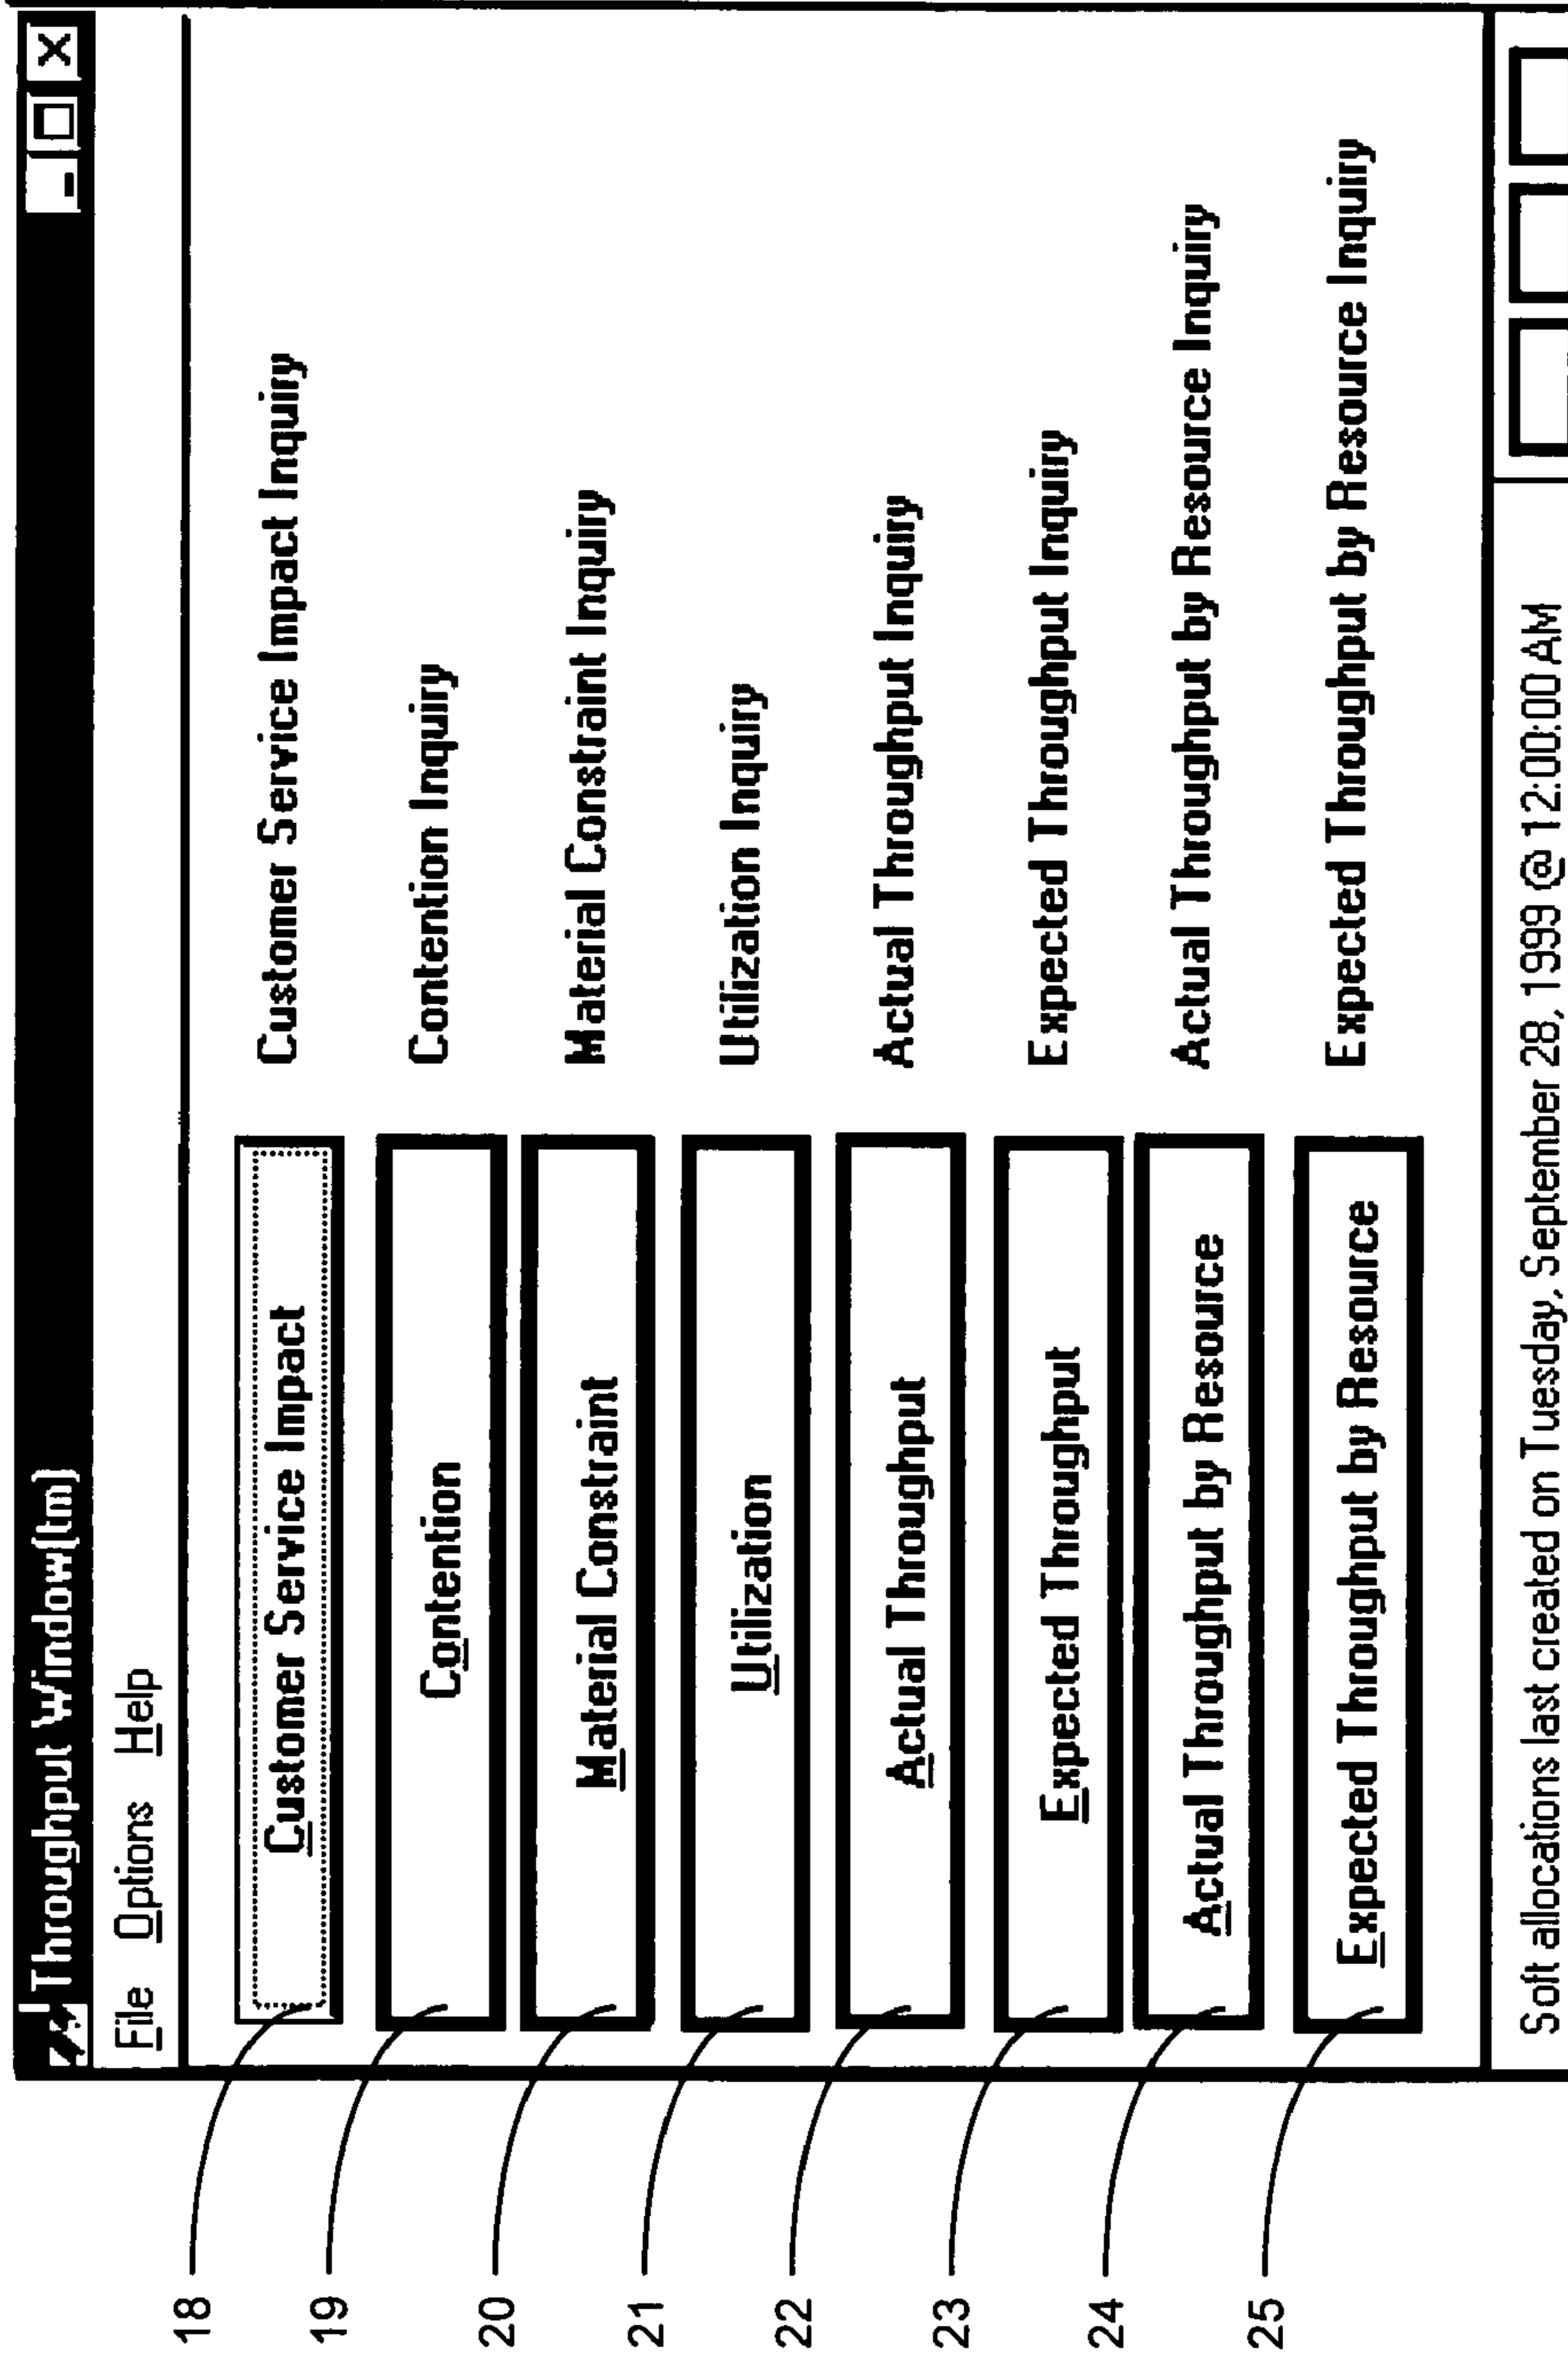 Throughput Window(tm)
File Options Help
18 Customer Service Impact Customer Service Impact Inquiry
19 Contention Contention Inquiry
20 Material Constraint Material Constraint Inquiry
21 Utilization Utilization Inquiry
22 Actual Throughput Actual Throughput Inquiry
23 Expected Throughput Expected Throughput Inquiry
24 Actual Throughput by Resource Actual Throughput by Resource Inquiry
25 Expected Throughput by Resource Expected Throughput by Resource Inquiry
Soft allocations last created on Tuesday, September 28, 1999 @ 12:00:00 AM